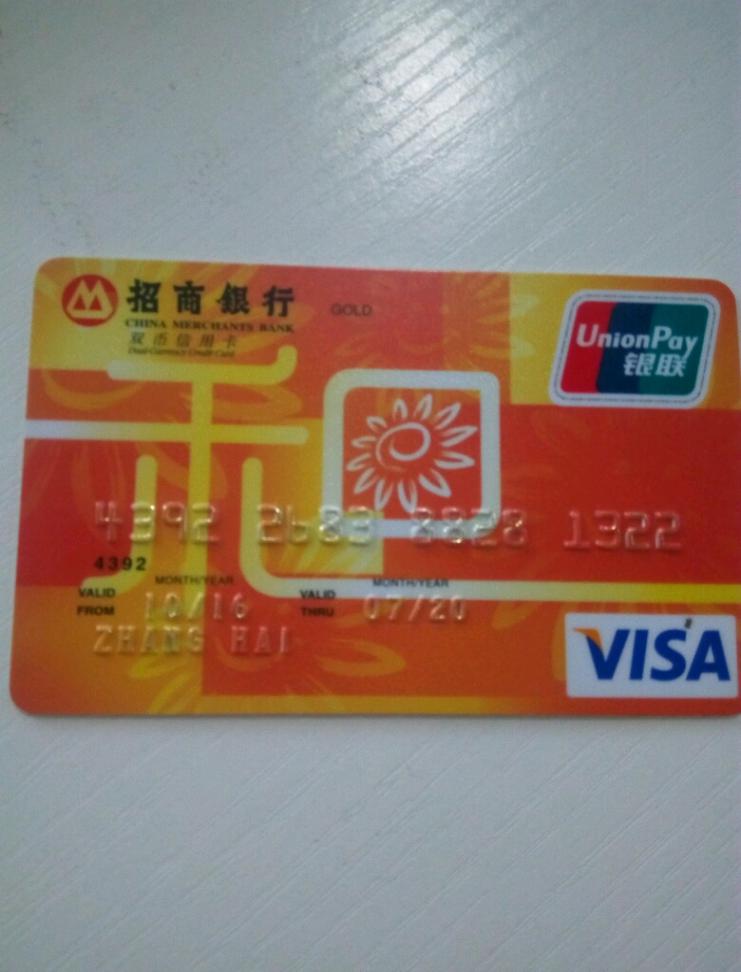 招商銀行
CHINA MERCHANTS BANK
双币信用卡
Dual-Currency Credit Card
GOLD
UnionPay
银联
4392 2683 8828 1322
4392
MONTH/YEAR MONTH/YEAR
VALID FROM 10/16 VALID THRU 07/20
ZHANG HAI
VISA